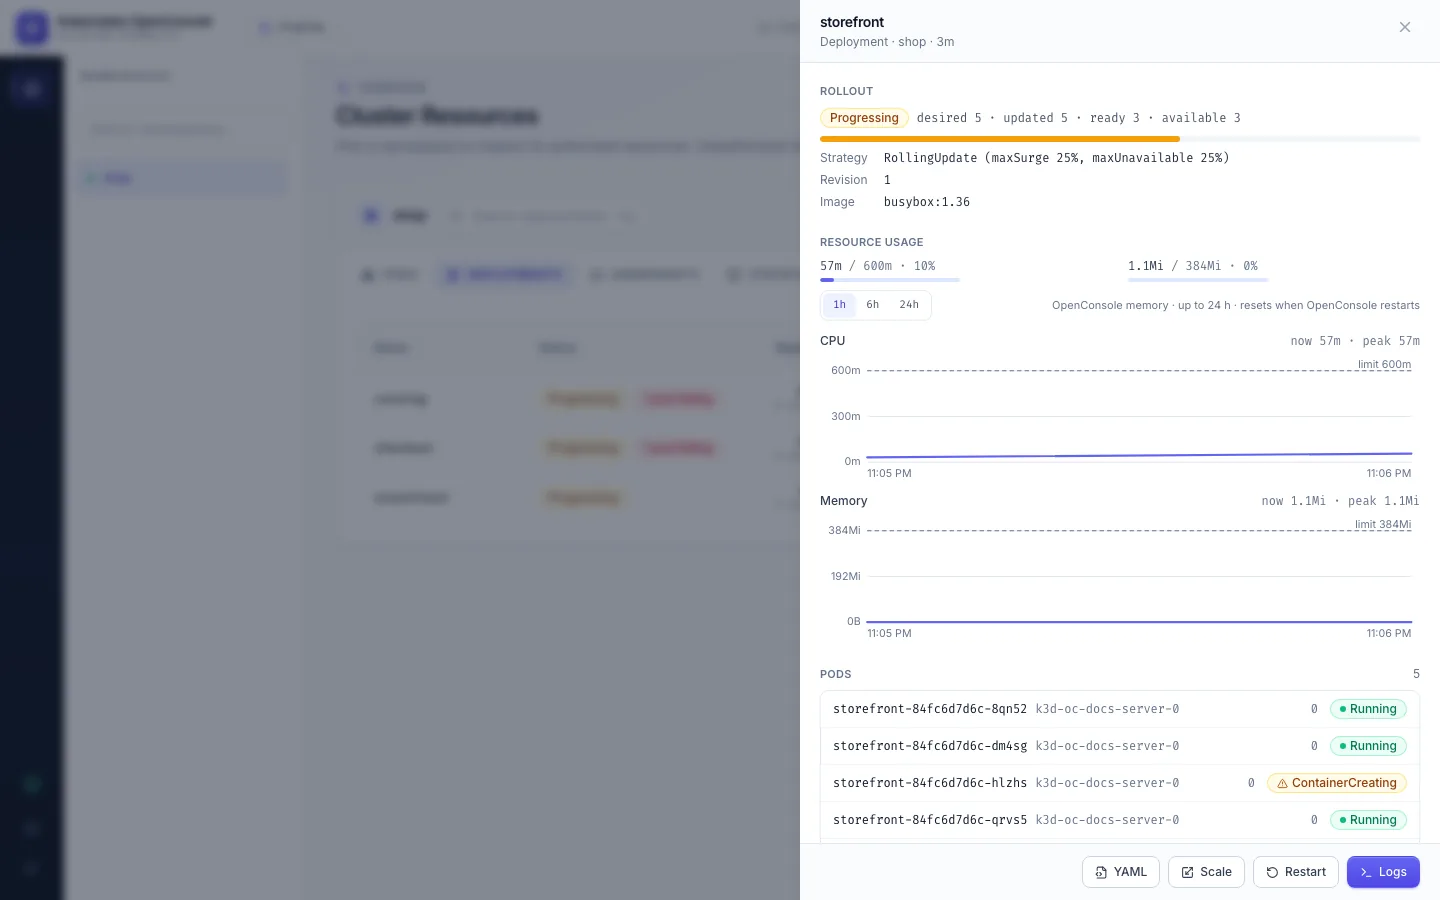 storefront
Deployment · shop · 3m
ROLLOUT
Progressing desired 5 · updated 5 · ready 3 · available 3
Strategy RollingUpdate (maxSurge 25%, maxUnavailable 25%)
Revision 1
Image busybox:1.36
RESOURCE USAGE
57m / 600m · 10% 1.1Mi / 384Mi · 0%
1h 6h 24h OpenConsole memory · up to 24 h · resets when OpenConsole restarts
CPU now 57m · peak 57m
limit 600m
600m
300m
0m
11:05 PM 11:06 PM
Memory now 1.1Mi · peak 1.1Mi
limit 384Mi
384Mi
192Mi
0B
11:05 PM 11:06 PM
PODS 5
storefront-84fc6d7d6c-8qn52 k3d-oc-docs-server-0 0 Running
storefront-84fc6d7d6c-dm4sg k3d-oc-docs-server-0 0 Running
storefront-84fc6d7d6c-hlzhs k3d-oc-docs-server-0 0 ContainerCreating
storefront-84fc6d7d6c-qrvs5 k3d-oc-docs-server-0 0 Running
YAML Scale Restart Logs
Cluster Resources